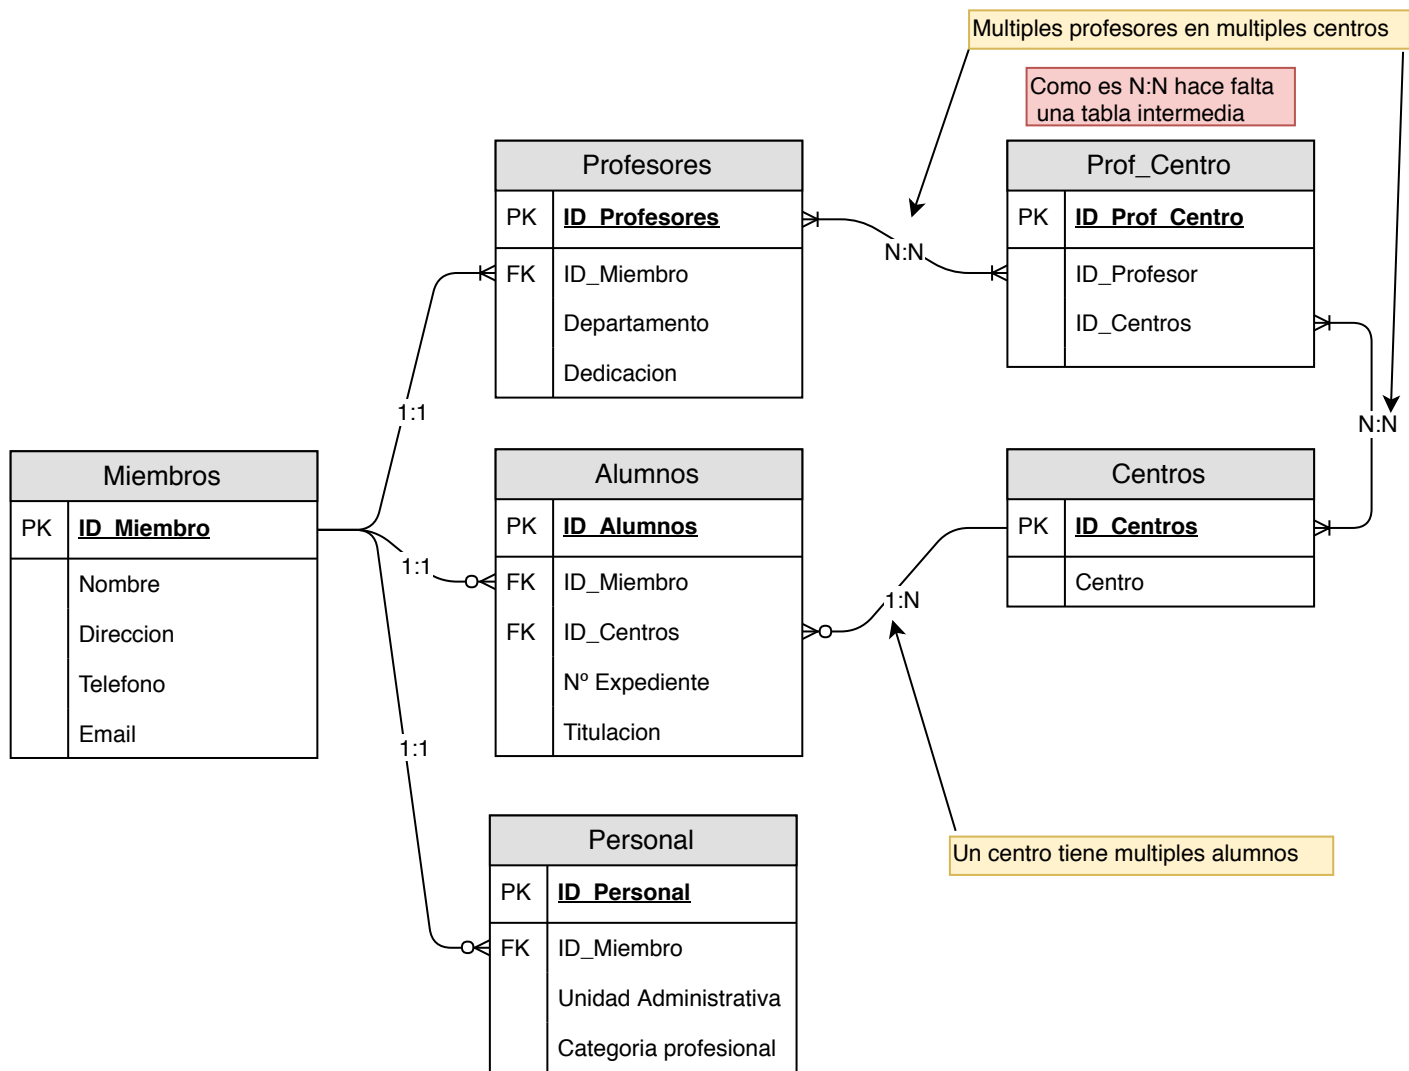 Multiples profesores en multiples centros
Como es N:N hace falta
una tabla intermedia
Profesores
PK ID_Profesores
FK ID_Miembro
Departamento
Dedicacion
Prof_Centro
PK ID_Prof_Centro
ID_Profesor
ID_Centros
N:N
N:N
1:1
Miembros
PK ID_Miembro
Nombre
Direccion
Telefono
Email
1:1
1:1
Alumnos
PK ID_Alumnos
FK ID_Miembro
FK ID_Centros
Nº Expediente
Titulacion
Centros
PK ID_Centros
Centro
1:N
Un centro tiene multiples alumnos
Personal
PK ID_Personal
FK ID_Miembro
Unidad Administrativa
Categoria profesional